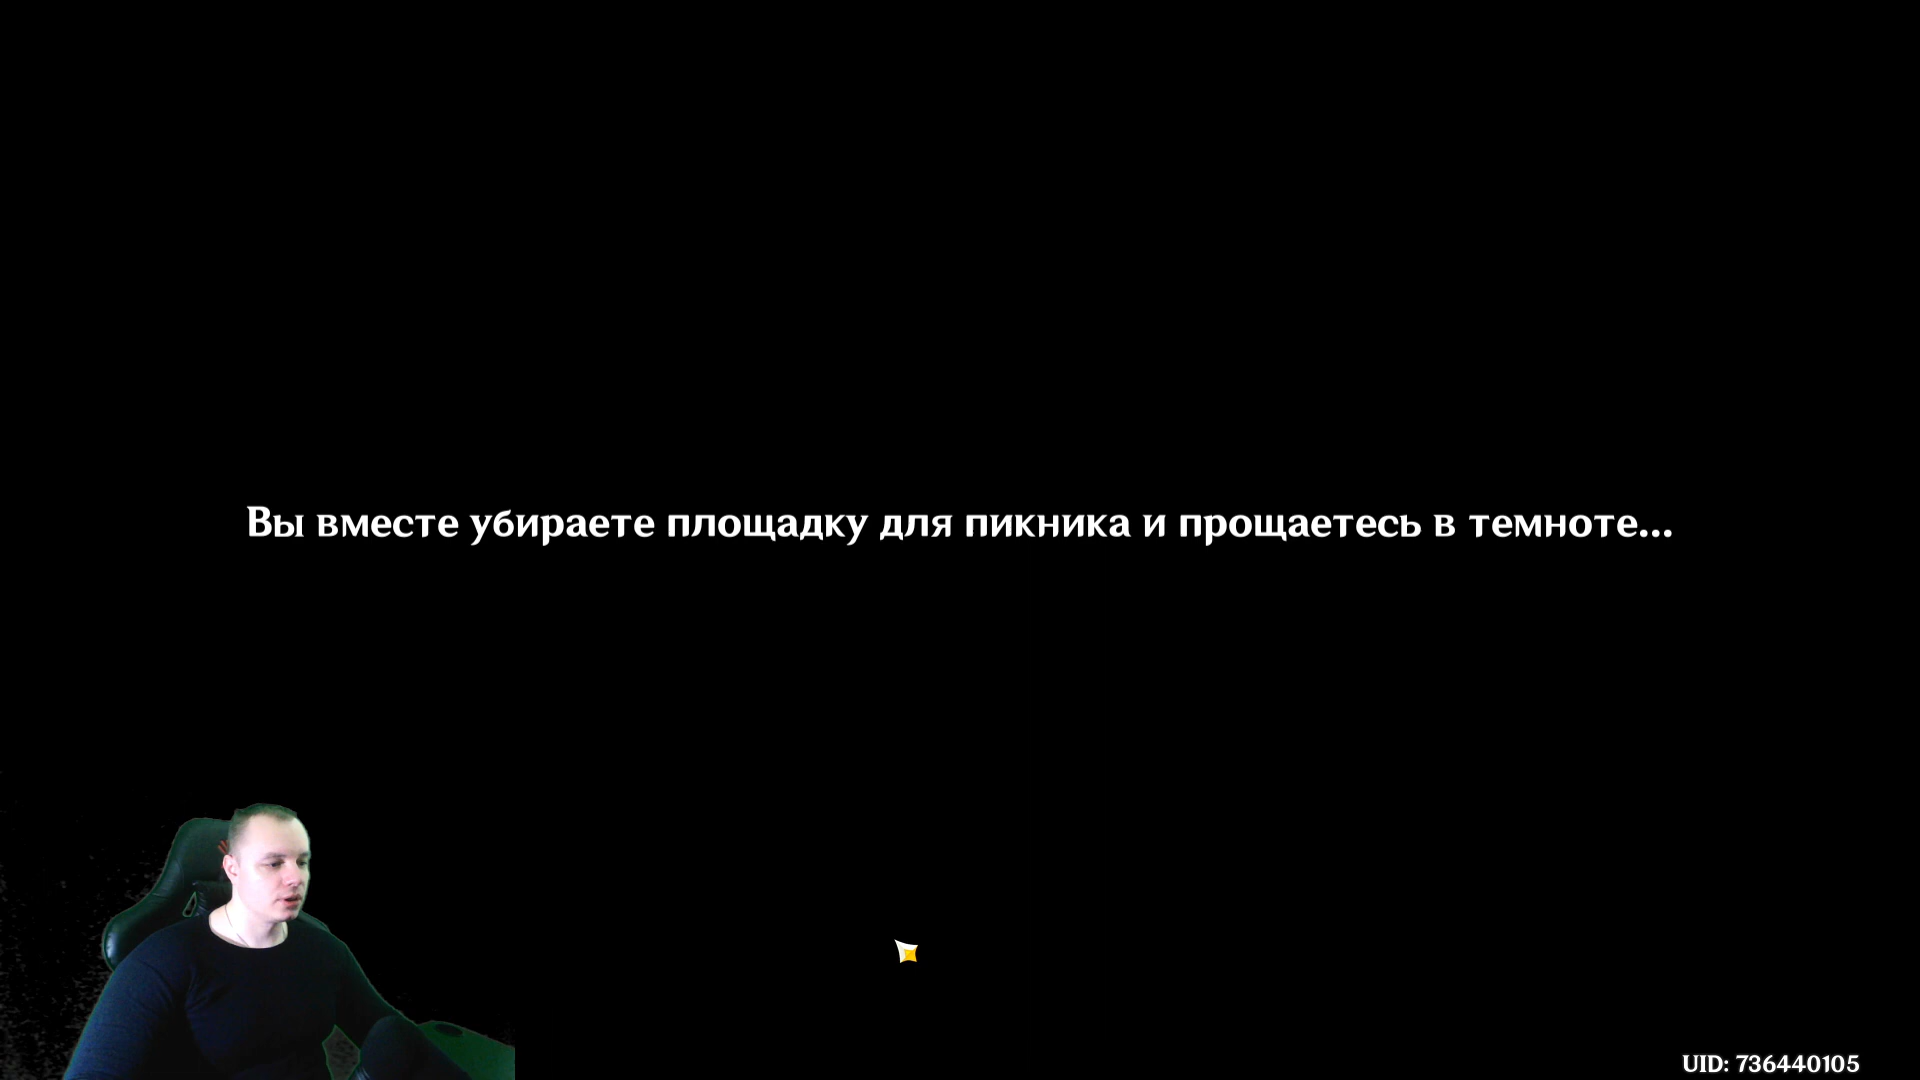 Вы вместе убираете площадку для пикника и прощаетесь в темноте...
UID: 736440105